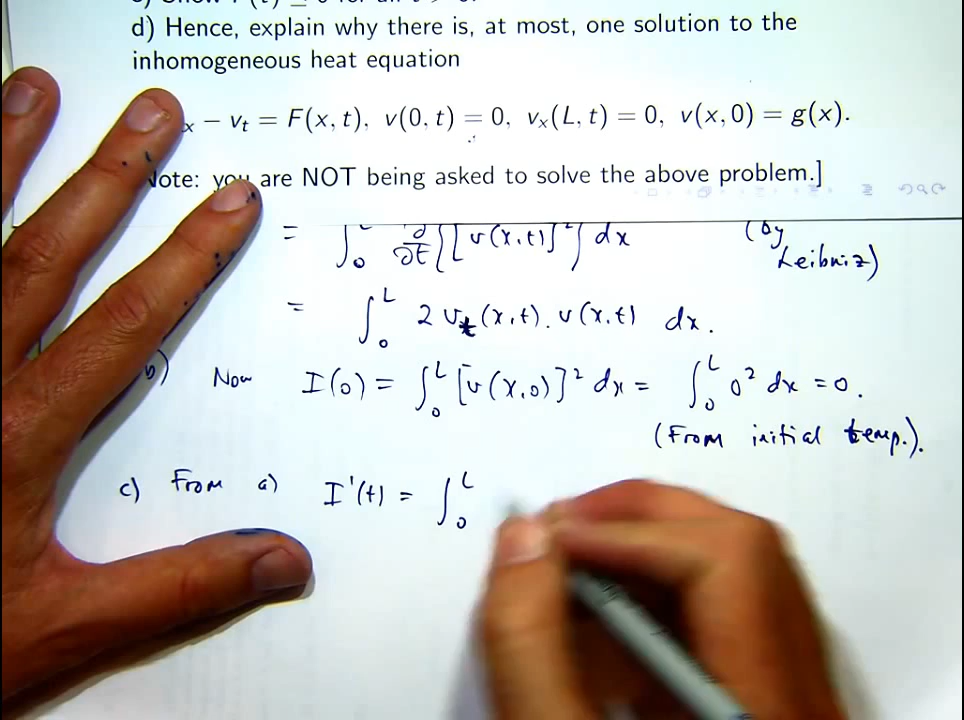 d) Hence, explain why there is, at most, one solution to the
inhomogeneous heat equation
x − vₜ = F(x, t), v(0, t) = 0, vₓ(L, t) = 0, v(x, 0) = g(x).
Note: you are NOT being asked to solve the above problem.]
= ∫₀ᴸ ∂/∂t {[v(x,t)]²} dx (by
Leibniz)
= ∫₀ᴸ 2 vₜ(x,t). v(x,t) dx.
b) Now I(0) = ∫₀ᴸ [v(x,0)]² dx = ∫₀ᴸ 0² dx = 0.
(From initial temp.).
c) From a) I'(t) = ∫₀ᴸ